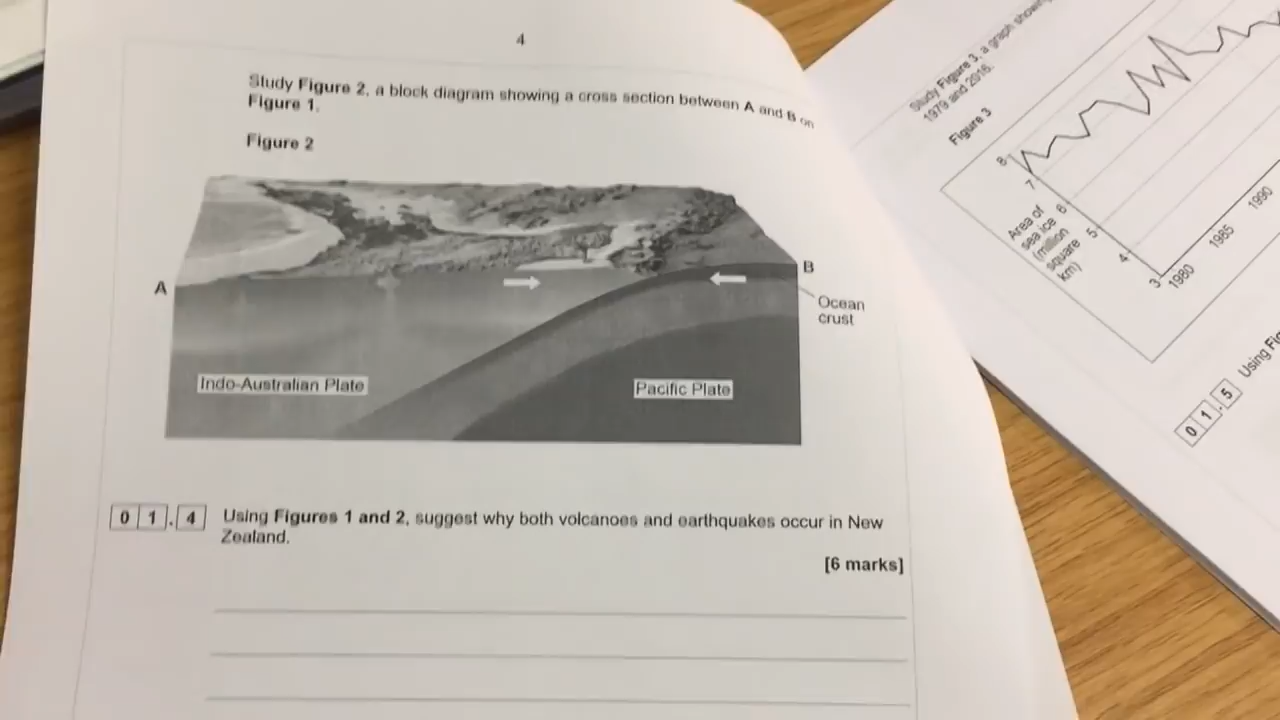 4
Study Figure 2, a block diagram showing a cross section between A and B on
Figure 1.
Figure 2
A
B
Ocean
crust
Indo-Australian Plate
Pacific Plate
0 1 . 4 Using Figures 1 and 2, suggest why both volcanoes and earthquakes occur in New
Zealand.
[6 marks]
Study Figure 3, a graph showing
1979 and 2016.
Figure 3
Area of
sea ice
(million
square
km)
8
7
6
5
4
3
1980
1985
1990
0 1 . 5 Using